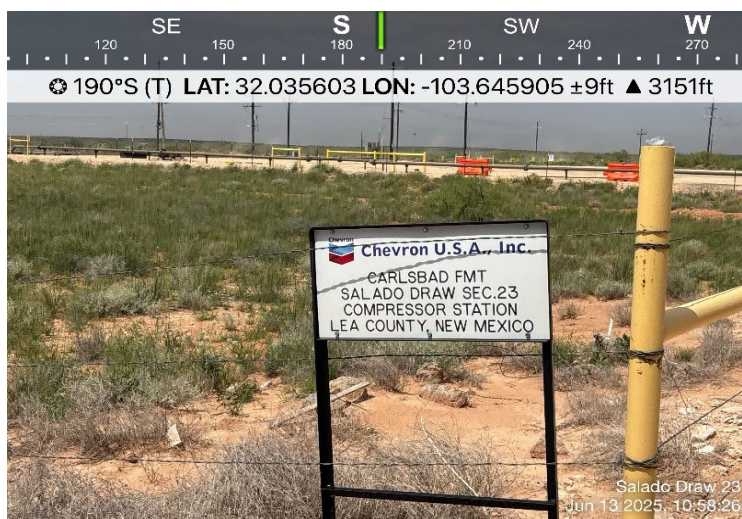 SE S SW W
120 150 180 210 240 270
190°S (T) LAT: 32.035603 LON: -103.645905 ±9ft ▲ 3151ft
Chevron
Chevron U.S.A., Inc.
CARLSBAD FMT
SALADO DRAW SEC.23
COMPRESSOR STATION
LEA COUNTY, NEW MEXICO
Salado Draw 23
Jun 13 2025, 10:58:26